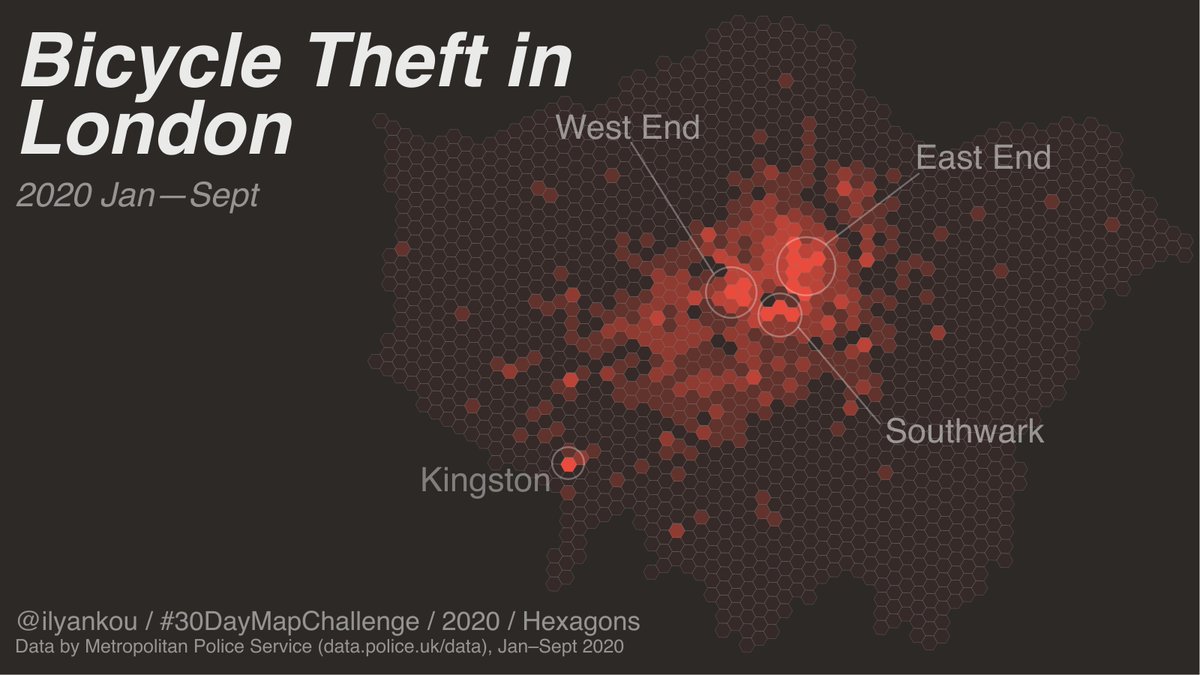 Bicycle Theft in
London
2020 Jan—Sept
West End
East End
Southwark
Kingston
@ilyankou / #30DayMapChallenge / 2020 / Hexagons
Data by Metropolitan Police Service (data.police.uk/data), Jan–Sept 2020